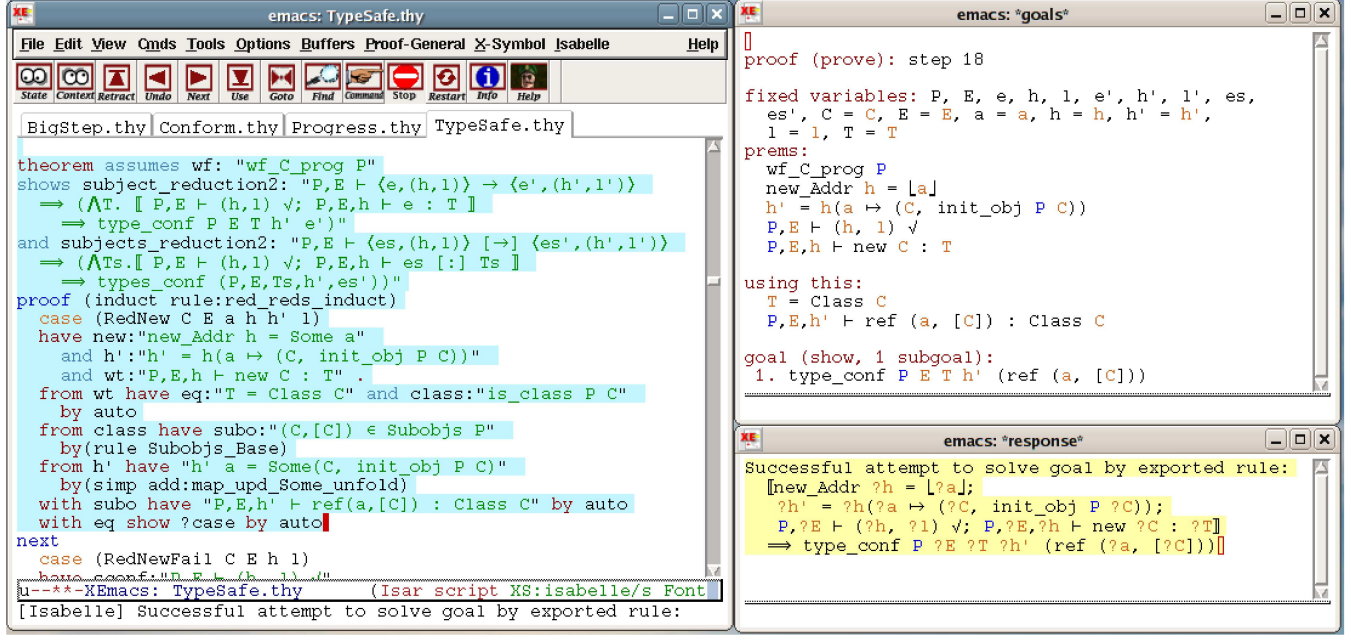 emacs: TypeSafe.thy
File Edit View Cmds Tools Options Buffers Proof-General X-Symbol Isabelle Help
State Context Retract Undo Next Use Goto Find Command Stop Restart Info Help
BigStep.thy Conform.thy Progress.thy TypeSafe.thy
theorem assumes wf: "wf_C_prog P"
shows subject_reduction2: "P,E ⊢ ⟨e,(h,l)⟩ → ⟨e',(h',l')⟩
⟹ (⋀T. ⟦ P,E ⊢ (h,l) √; P,E,h ⊢ e : T ⟧
⟹ type_conf P E T h' e')"
and subjects_reduction2: "P,E ⊢ ⟨es,(h,l)⟩ [→] ⟨es',(h',l')⟩
⟹ (⋀Ts.⟦ P,E ⊢ (h,l) √; P,E,h ⊢ es [:] Ts ⟧
⟹ types_conf (P,E,Ts,h',es'))"
proof (induct rule:red_reds_induct)
case (RedNew C E a h h' l)
have new:"new_Addr h = Some a"
and h':"h' = h(a ↦ (C, init_obj P C))"
and wt:"P,E,h ⊢ new C : T" .
from wt have eq:"T = Class C" and class:"is_class P C"
by auto
from class have subo:"(C,[C]) ∈ Subobjs P"
by(rule Subobjs_Base)
from h' have "h' a = Some(C, init_obj P C)"
by(simp add:map_upd_Some_unfold)
with subo have "P,E,h' ⊢ ref(a,[C]) : Class C" by auto
with eq show ?case by auto
next
case (RedNewFail C E h l)
have sconf:"P,E ⊢ (h, l) √"
u--**-XEmacs: TypeSafe.thy (Isar script XS:isabelle/s Font
[Isabelle] Successful attempt to solve goal by exported rule:
emacs: *goals*
proof (prove): step 18
fixed variables: P, E, e, h, l, e', h', l', es,
es', C = C, E = E, a = a, h = h, h' = h',
l = l, T = T
prems:
wf_C_prog P
new_Addr h = ⌊a⌋
h' = h(a ↦ (C, init_obj P C))
P,E ⊢ (h, l) √
P,E,h ⊢ new C : T
using this:
T = Class C
P,E,h' ⊢ ref (a, [C]) : Class C
goal (show, 1 subgoal):
1. type_conf P E T h' (ref (a, [C]))
emacs: *response*
Successful attempt to solve goal by exported rule:
⟦new_Addr ?h = ⌊?a⌋;
?h' = ?h(?a ↦ (?C, init_obj P ?C));
P,?E ⊢ (?h, ?l) √; P,?E,?h ⊢ new ?C : ?T⟧
⟹ type_conf P ?E ?T ?h' (ref (?a, [?C]))